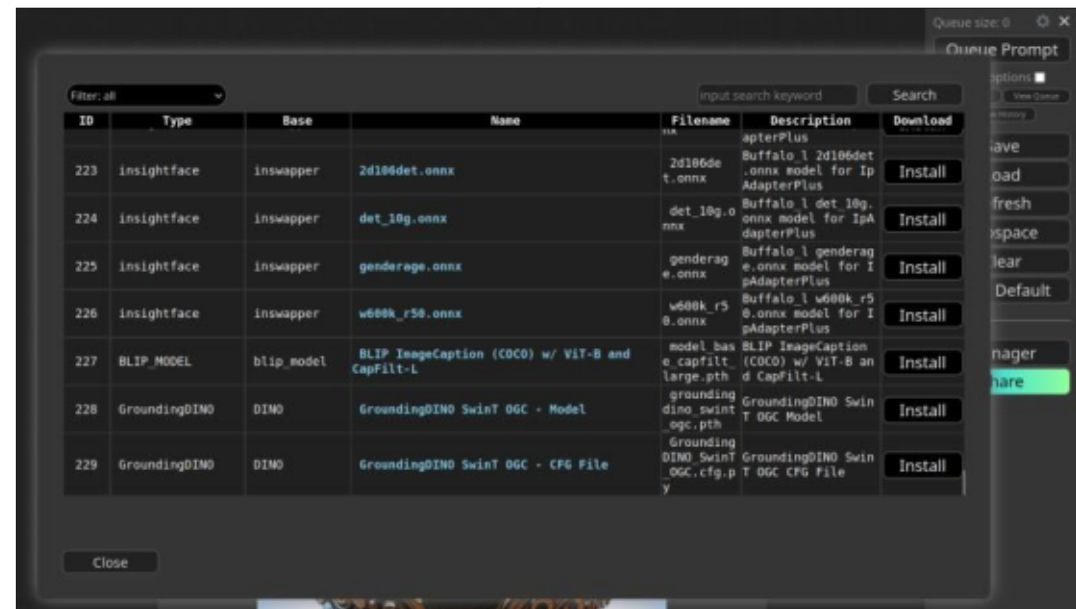 Queue size: 0
Queue Prompt
options
View Queue
Filter: all
input search keyword
Search
ID Type Base Name Filename Description Download
nx
apterPlus
223 insightface inswapper 2d106det.onnx 2d106de
t.onnx
Buffalo_l 2d106det
.onnx model for Ip
AdapterPlus
Install
224 insightface inswapper det_10g.onnx det_10g.o
nnx
Buffalo_l det_10g.
onnx model for IpA
dapterPlus
Install
225 insightface inswapper genderage.onnx genderag
e.onnx
Buffalo_l genderag
e.onnx model for I
pAdapterPlus
Install
226 insightface inswapper w600k_r50.onnx w600k_r5
0.onnx
Buffalo_l w600k_r5
0.onnx model for I
pAdapterPlus
Install
227 BLIP_MODEL blip_model BLIP ImageCaption (COCO) w/ ViT-B and
CapFilt-L
model_bas
e_capfilt_
large.pth
BLIP ImageCaption
(COCO) w/ ViT-B an
d CapFilt-L
Install
228 GroundingDINO DINO GroundingDINO SwinT OGC - Model grounding
dino_swint
_ogc.pth
GroundingDINO Swin
T OGC Model
Install
229 GroundingDINO DINO GroundingDINO SwinT OGC - CFG File Grounding
DINO_SwinT
_OGC.cfg.p
y
GroundingDINO Swin
T OGC CFG File
Install
Close
ave
oad
fresh
space
lear
Default
nager
hare